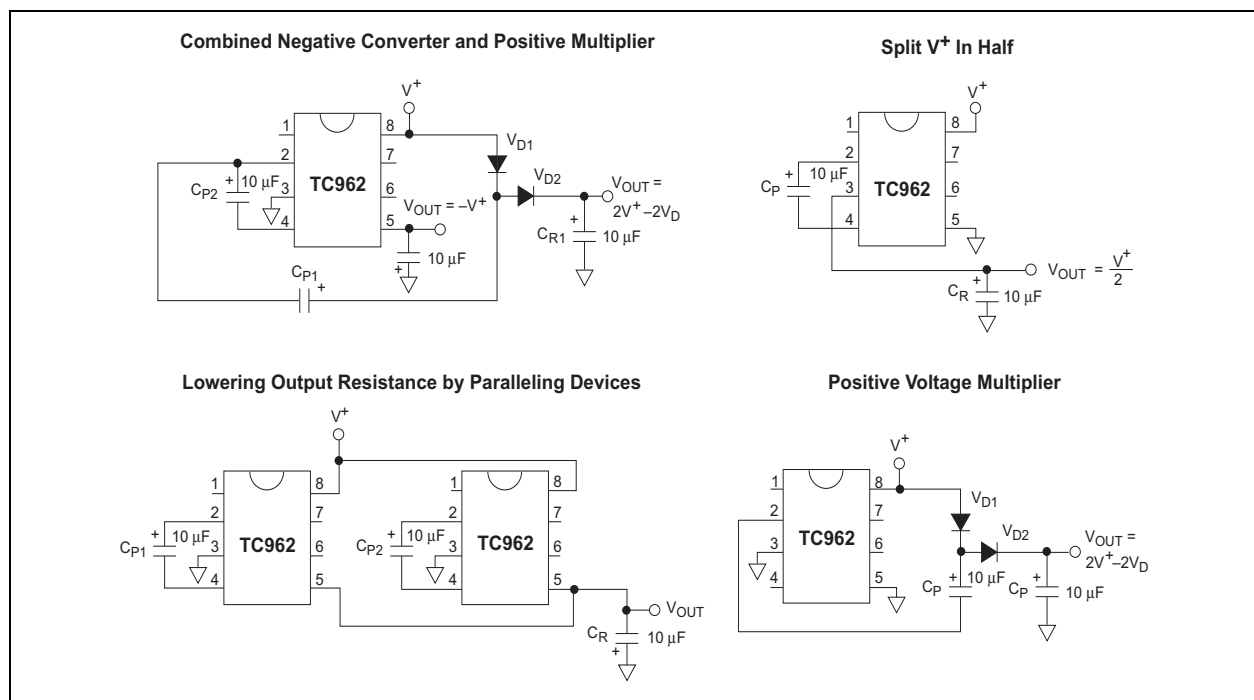 Combined Negative Converter and Positive Multiplier
V+
1
2
3
4
8
7
6
5
TC962
CP2
+
10 µF
VOUT = –V+
+
10 µF
CP1
+
VD1
VD2
VOUT =
2V+ –2VD
+
CR1
10 µF
Split V+ In Half
V+
1
2
3
4
8
7
6
5
TC962
+
10 µF
CP
VOUT = V+
2
+
CR
10 µF
Lowering Output Resistance by Paralleling Devices
V+
1
2
3
4
8
7
6
5
TC962
+
10 µF
CP1
1
2
3
4
8
7
6
5
TC962
+
10 µF
CP2
VOUT
CR
10 µF
+
Positive Voltage Multiplier
V+
1
2
3
4
8
7
6
5
TC962
VD1
VD2
VOUT =
2V+ –2VD
+
10 µF
CP
+
CP
10 µF